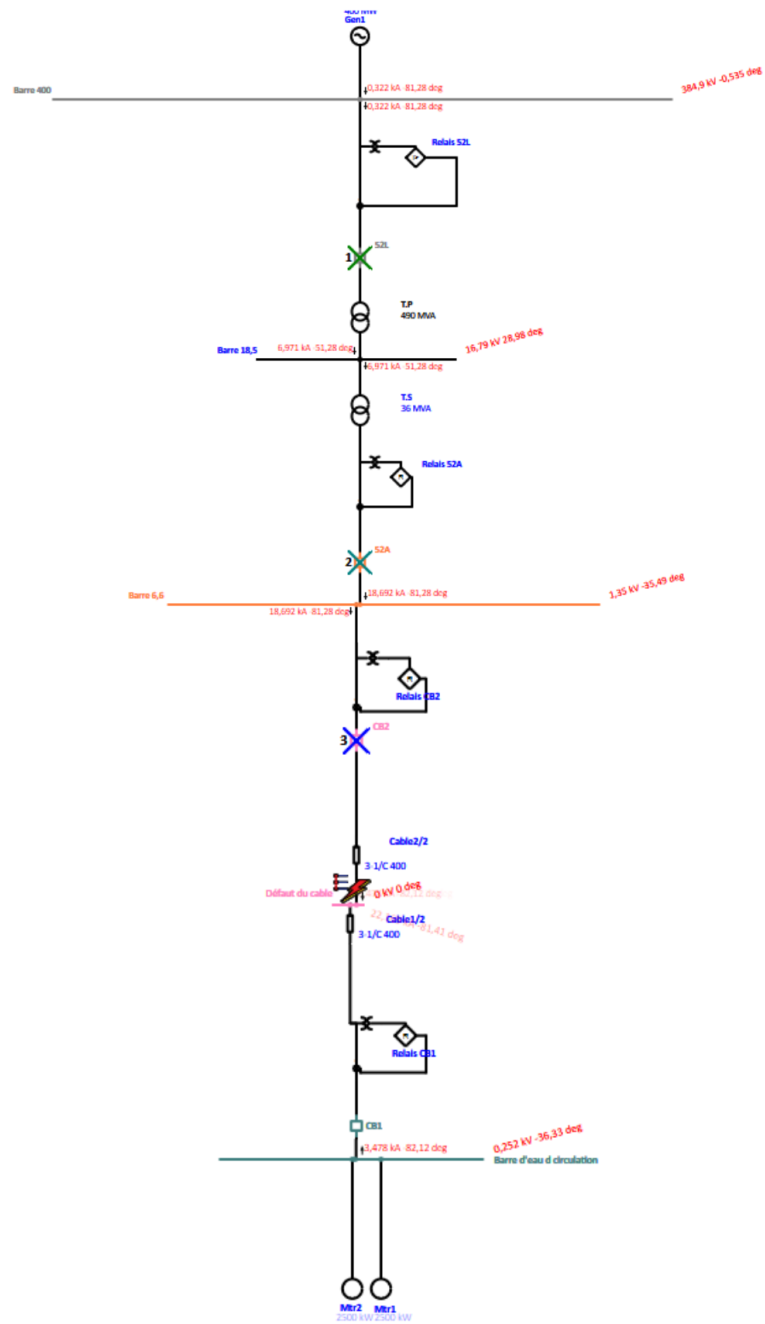 Gen1
Barre 400
0,322 kA -81,28 deg
384,9 kV -0,535 deg
0,322 kA -81,28 deg
Relais 52L
52L
1
T.P
490 MVA
Barre 18,5
6,971 kA -51,28 deg
16,79 kV 28,98 deg
6,971 kA -51,28 deg
T.S
36 MVA
Relais 52A
52A
2
Barre 6,6
18,692 kA -81,28 deg
1,35 kV -35,49 deg
18,692 kA -81,28 deg
Relais CB2
CB2
3
Cable2/2
3-1/C 400
Défaut du cable
0 kV 0 deg
Cable1/2
3-1/C 400
Relais CB1
CB1
3,478 kA -82,12 deg
0,252 kV -36,33 deg
Barre d'eau d circulation
Mtr2 Mtr1
2500 kW 2500 kW